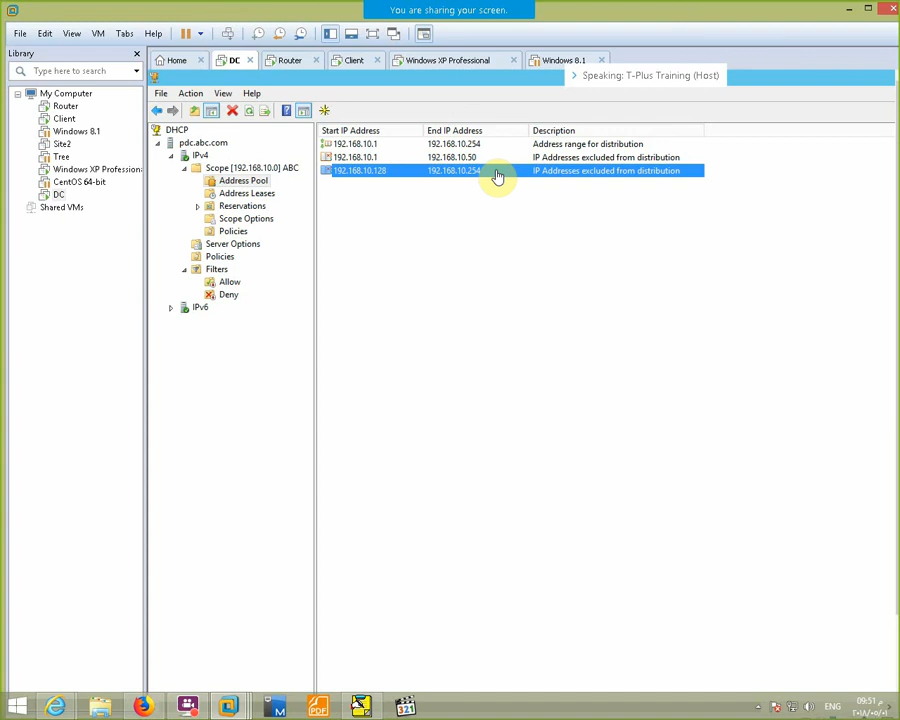 You are sharing your screen.
File Edit View VM Tabs Help
Library
Type here to search
My Computer
Router
Client
Windows 8.1
Site2
Tree
Windows XP Professiona
CentOS 64-bit
DC
Shared VMs
Home DC Router Client Windows XP Professional Windows 8.1
Speaking: T-Plus Training (Host)
File Action View Help
DHCP
pdc.abc.com
IPv4
Scope [192.168.10.0] ABC
Address Pool
Address Leases
Reservations
Scope Options
Policies
Server Options
Policies
Filters
Allow
Deny
IPv6
Start IP Address End IP Address Description
192.168.10.1 192.168.10.254 Address range for distribution
192.168.10.1 192.168.10.50 IP Addresses excluded from distribution
192.168.10.128 192.168.10.254 IP Addresses excluded from distribution
PDF
321
ENG
09:51